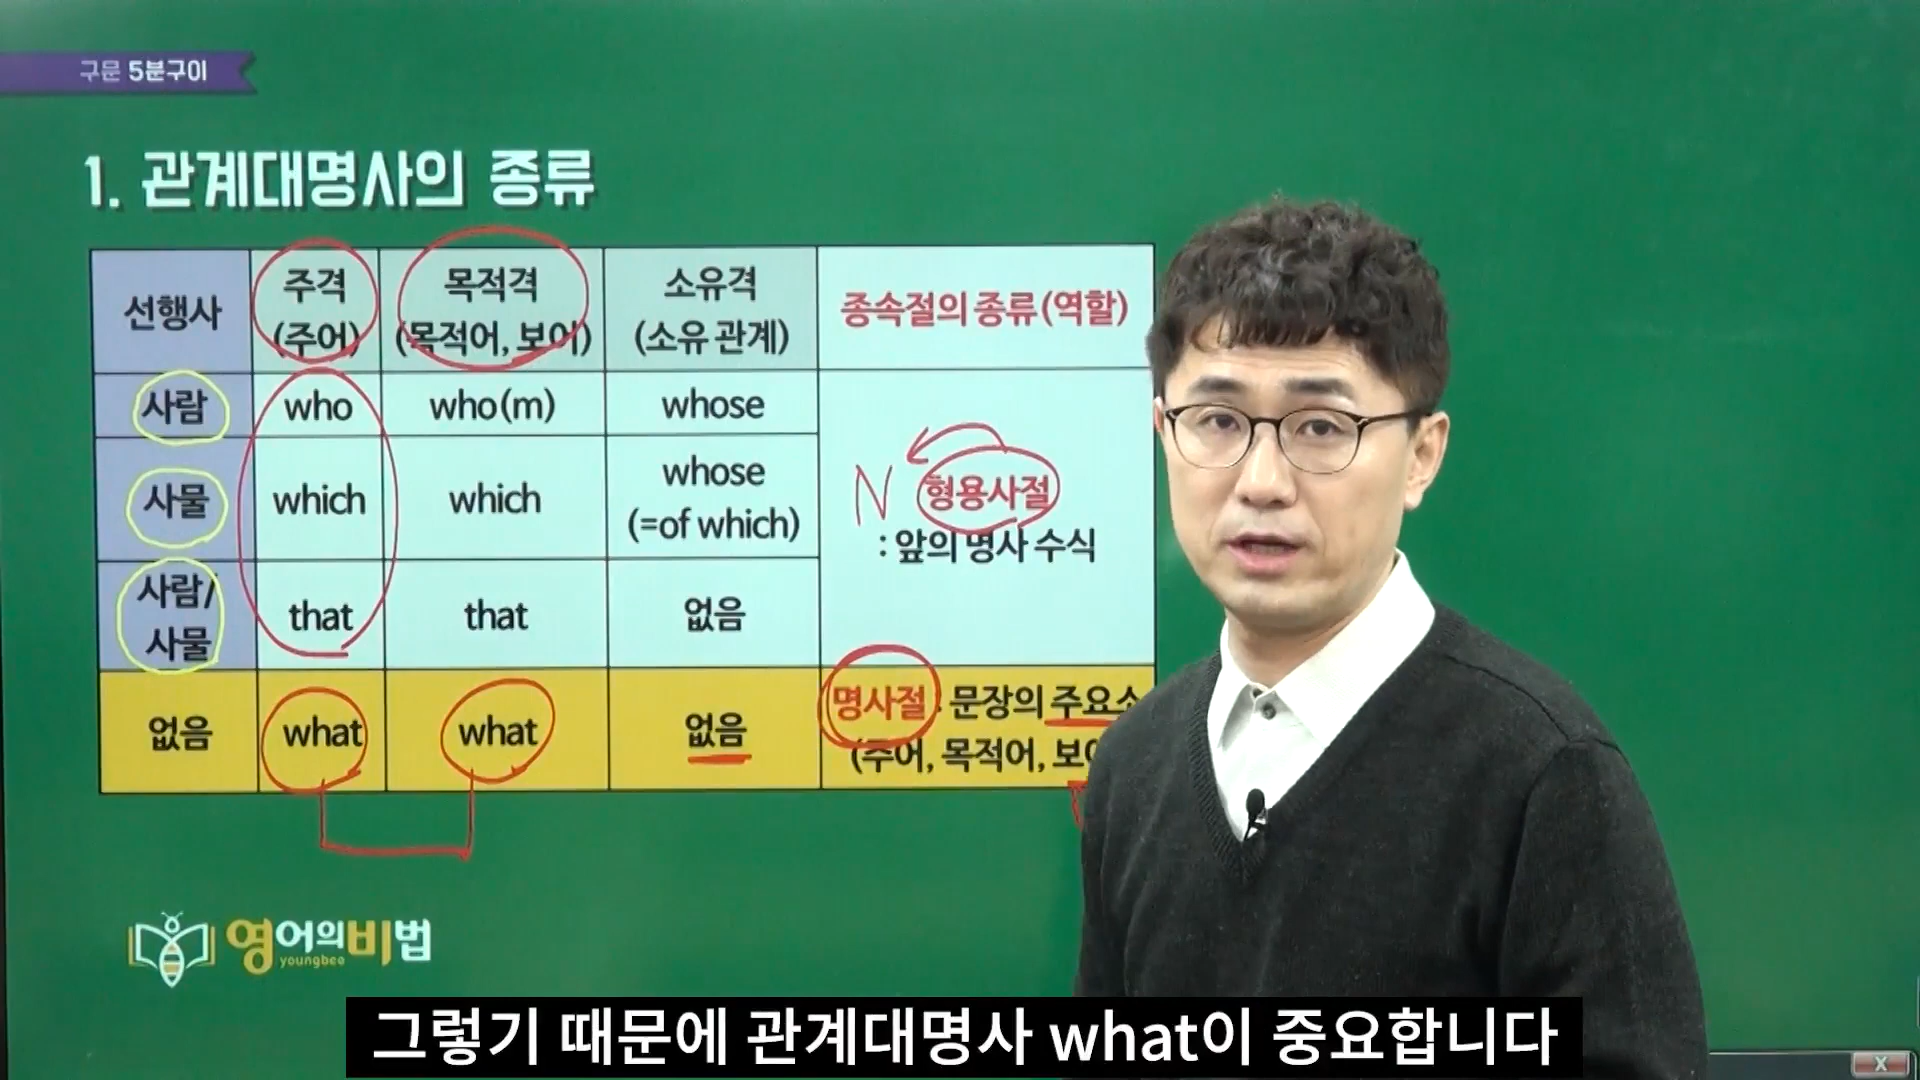 구문 5분구이
1. 관계대명사의 종류
선행사
주격
(주어)
목적격
(목적어, 보어)
소유격
(소유 관계)
종속절의 종류(역할)
사람
who
who(m)
whose
사물
which
which
whose
(=of which)
N 형용사절
: 앞의 명사 수식
사람/
사물
that
that
없음
없음
what
what
없음
명사절 : 문장의 주요소
(주어, 목적어, 보어
영어의비법
youngbee
그렇기 때문에 관계대명사 what이 중요합니다
X